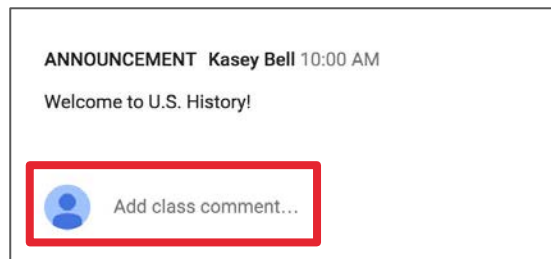 ANNOUNCEMENT Kasey Bell 10:00 AM
Welcome to U.S. History!
Add class comment...